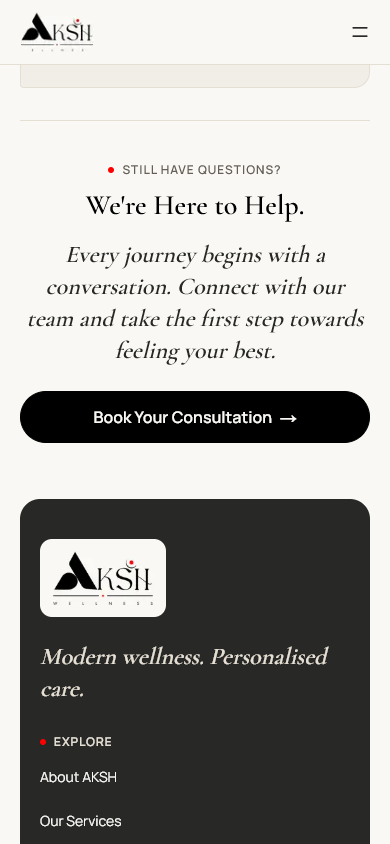 AKSH
STILL HAVE QUESTIONS?
We're Here to Help.
Every journey begins with a
conversation. Connect with our
team and take the first step towards
feeling your best.
Book Your Consultation →
AKSH
WELLNESS
Modern wellness. Personalised
care.
EXPLORE
About AKSH
Our Services